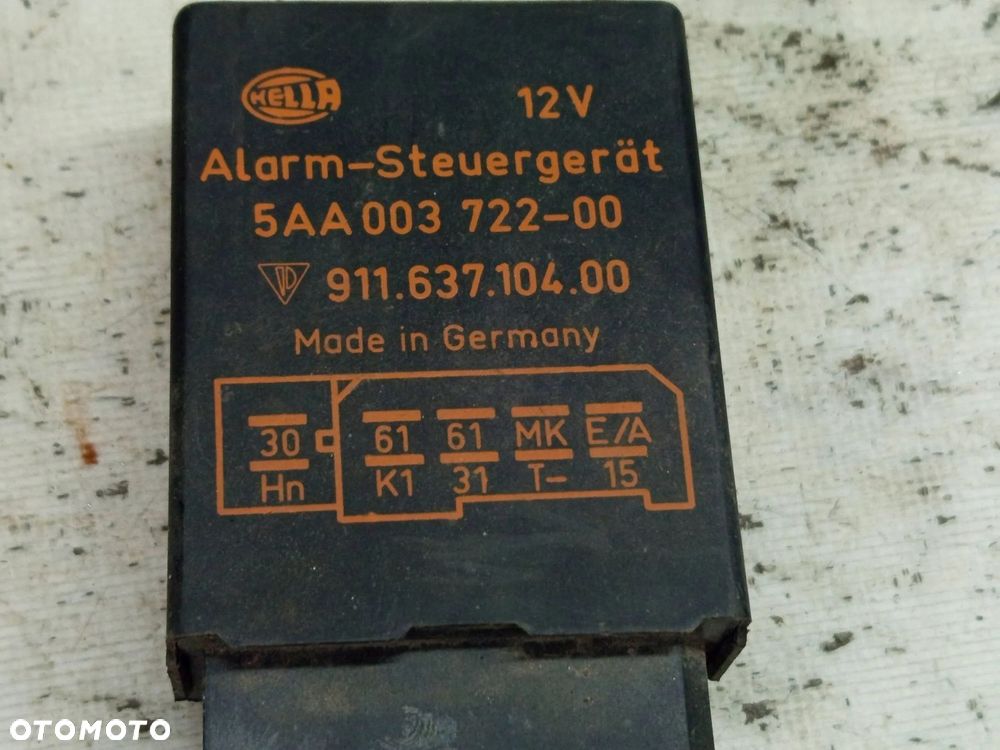 HELLA
12V
Alarm-Steuergerät
5AA 003 722-00
911.637.104.00
Made in Germany
30 61 61 MK E/A
Hn K1 31 T- 15
OTOMOTO